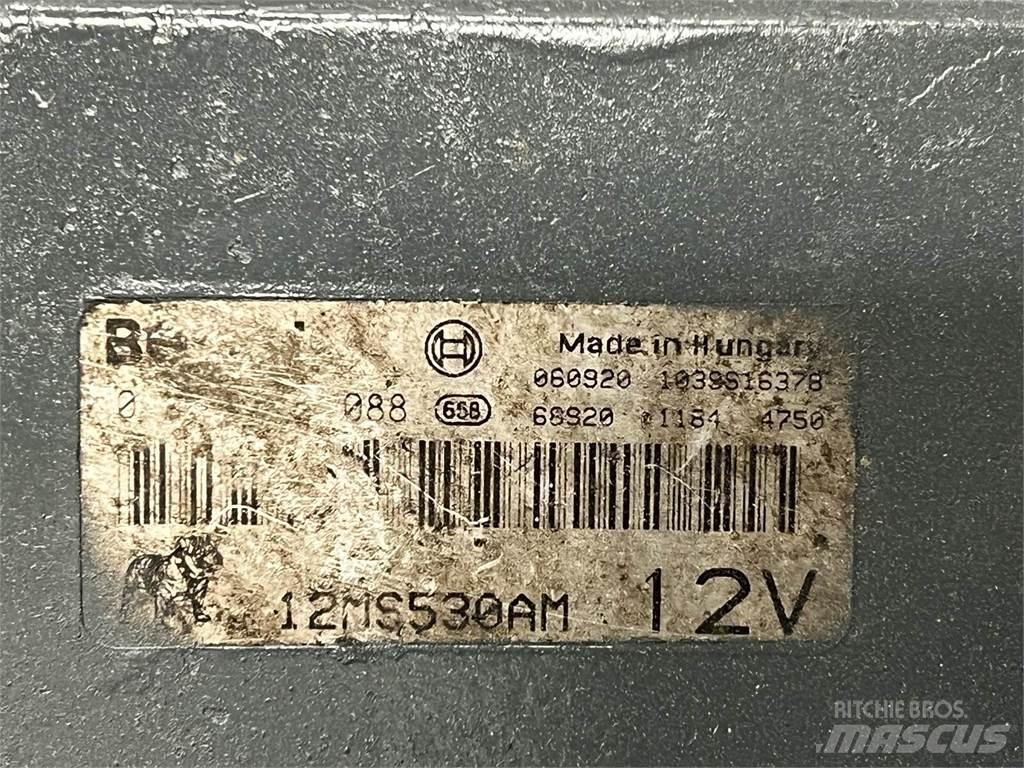 Made in Hungary
060920 1039S16378
0 088 658 68920 1184 4750
12MS530AM 12V
RITCHIE BROS.
MASCUS